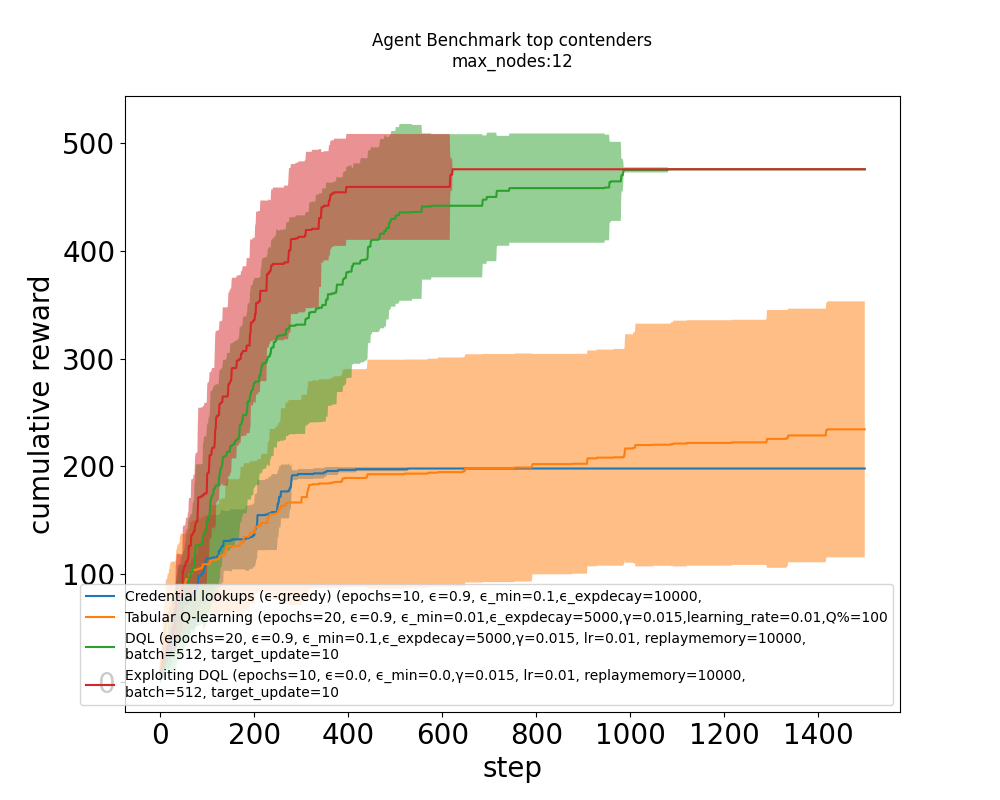 Agent Benchmark top contenders
max_nodes:12
cumulative reward
500
400
300
200
100
0
Credential lookups (ϵ-greedy) (epochs=10, ϵ=0.9, ϵ_min=0.1,ϵ_expdecay=10000,
Tabular Q-learning (epochs=20, ϵ=0.9, ϵ_min=0.01,ϵ_expdecay=5000,γ=0.015,learning_rate=0.01,Q%=100
DQL (epochs=20, ϵ=0.9, ϵ_min=0.1,ϵ_expdecay=5000,γ=0.015, lr=0.01, replaymemory=10000,
batch=512, target_update=10
Exploiting DQL (epochs=10, ϵ=0.0, ϵ_min=0.0,γ=0.015, lr=0.01, replaymemory=10000,
batch=512, target_update=10
0 200 400 600 800 1000 1200 1400
step